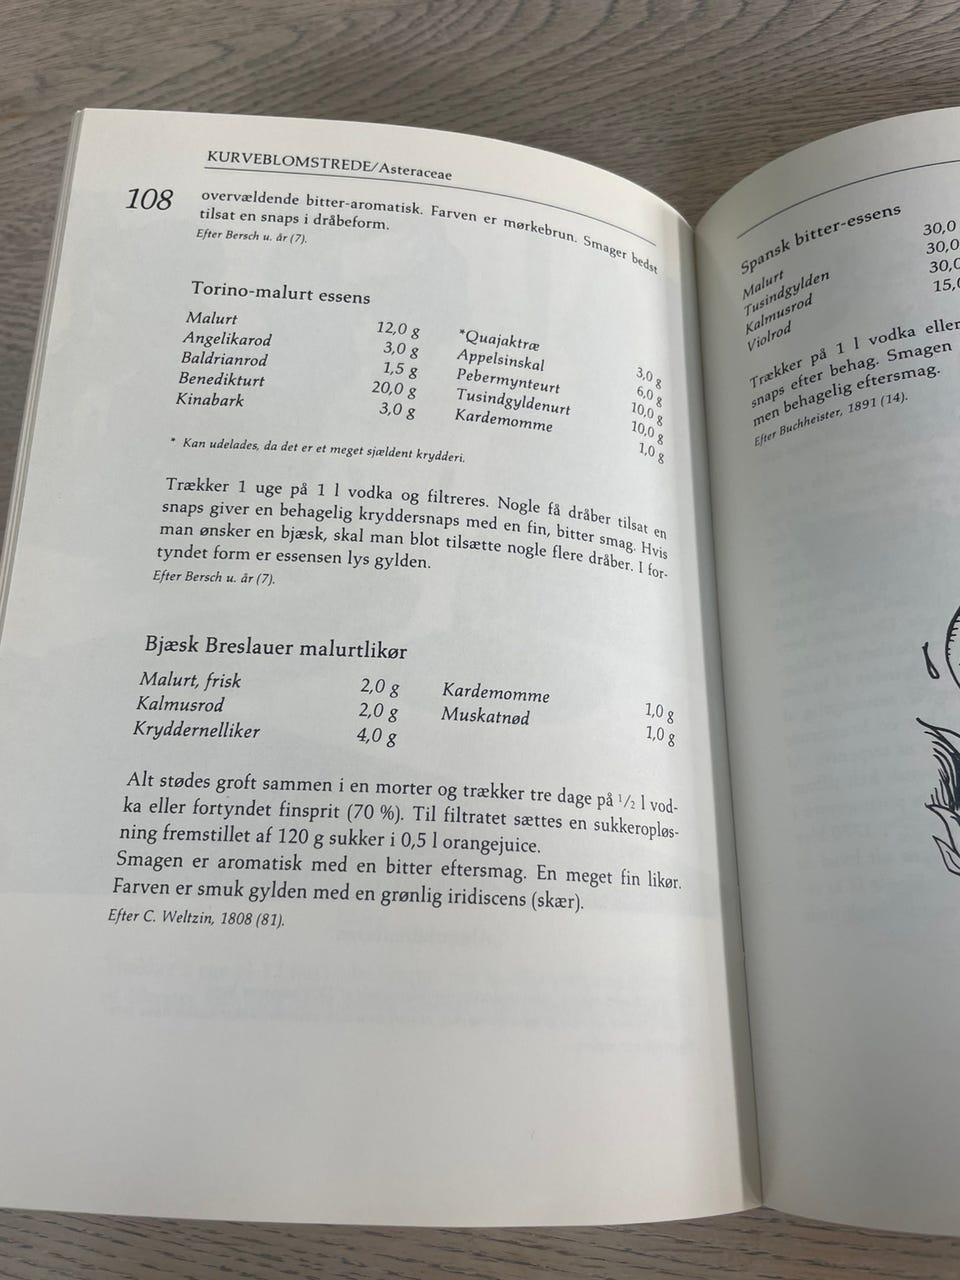 KURVEBLOMSTREDE/Asteraceae
108
overvældende bitter-aromatisk. Farven er mørkebrun. Smager bedst
tilsat en snaps i dråbeform.
Efter Bersch u. år (7).
Torino-malurt essens
Malurt 12,0 g *Quajaktræ 3,0 g
Angelikarod 3,0 g Appelsinskal 6,0 g
Baldrianrod 1,5 g Pebermynteurt 10,0 g
Benedikturt 20,0 g Tusindgyldenurt 10,0 g
Kinabark 3,0 g Kardemomme 1,0 g
* Kan udelades, da det er et meget sjældent krydderi.
Trækker 1 uge på 1 l vodka og filtreres. Nogle få dråber tilsat en
snaps giver en behagelig kryddersnaps med en fin, bitter smag. Hvis
man ønsker en bjæsk, skal man blot tilsætte nogle flere dråber. I for-
tyndet form er essensen lys gylden.
Efter Bersch u. år (7).
Bjæsk Breslauer malurtlikør
Malurt, frisk 2,0 g Kardemomme 1,0 g
Kalmusrod 2,0 g Muskatnød 1,0 g
Kryddernelliker 4,0 g
Alt stødes groft sammen i en morter og trækker tre dage på 1/2 l vod-
ka eller fortyndet finsprit (70 %). Til filtratet sættes en sukkeropløs-
ning fremstillet af 120 g sukker i 0,5 l orangejuice.
Smagen er aromatisk med en bitter eftersmag. En meget fin likør.
Farven er smuk gylden med en grønlig iridiscens (skær).
Efter C. Weltzin, 1808 (81).
Spansk bitter-essens
Malurt 30,0
Tusindgylden 30,0
Kalmusrod 30,0
Violrod 15,0
Trækker på 1 l vodka eller
snaps efter behag. Smagen
men behagelig eftersmag.
Efter Buchheister, 1891 (14).